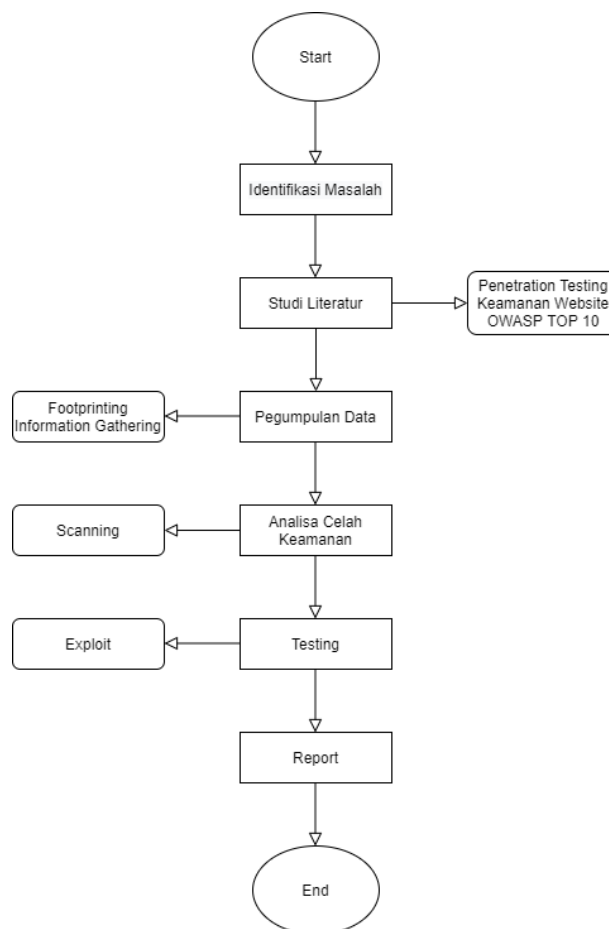 Start
Identifikasi Masalah
Studi Literatur
Penetration Testing
Keamanan Website
OWASP TOP 10
Footprinting
Information Gathering
Pegumpulan Data
Scanning
Analisa Celah
Keamanan
Exploit
Testing
Report
End